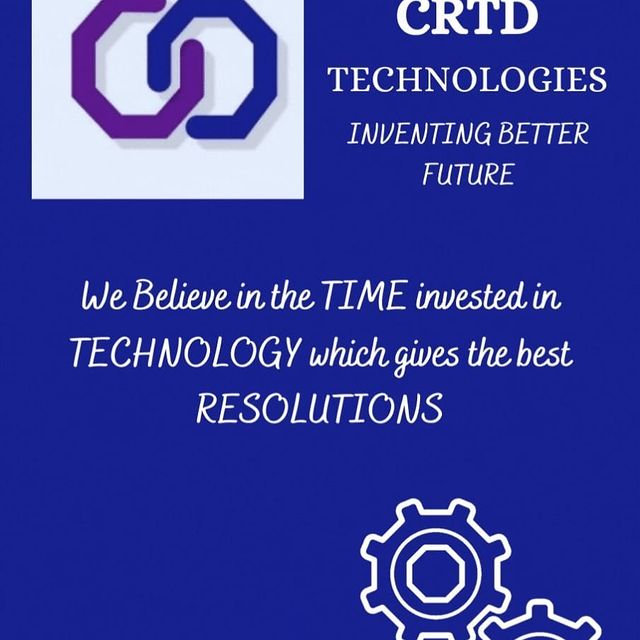 CRTD
TECHNOLOGIES
INVENTING BETTER
FUTURE
We Believe in the TIME invested in
TECHNOLOGY which gives the best
RESOLUTIONS